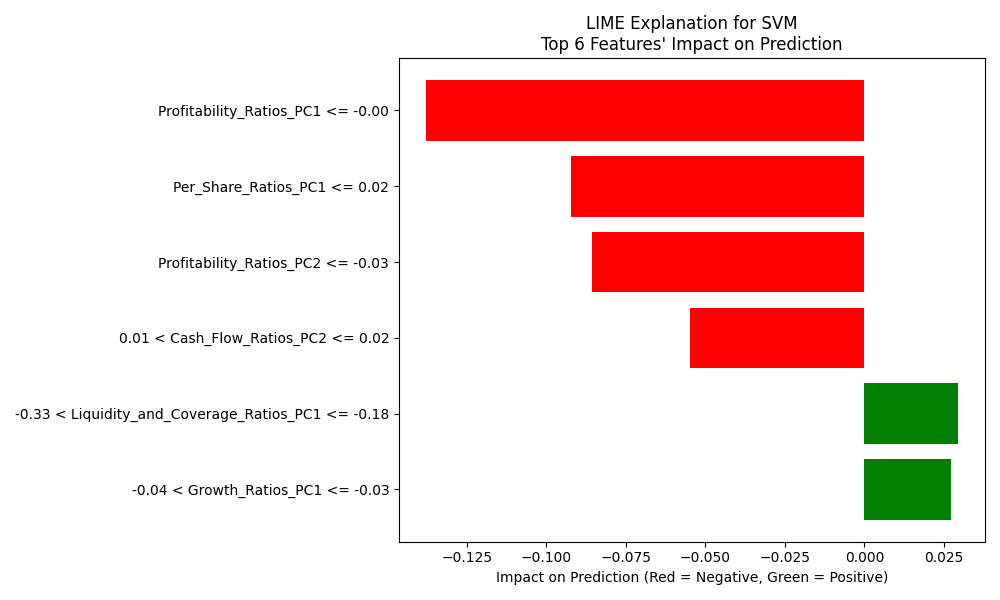 LIME Explanation for SVM
Top 6 Features' Impact on Prediction
Profitability_Ratios_PC1 <= -0.00
Per_Share_Ratios_PC1 <= 0.02
Profitability_Ratios_PC2 <= -0.03
0.01 < Cash_Flow_Ratios_PC2 <= 0.02
-0.33 < Liquidity_and_Coverage_Ratios_PC1 <= -0.18
-0.04 < Growth_Ratios_PC1 <= -0.03
−0.125 −0.100 −0.075 −0.050 −0.025 0.000 0.025
Impact on Prediction (Red = Negative, Green = Positive)